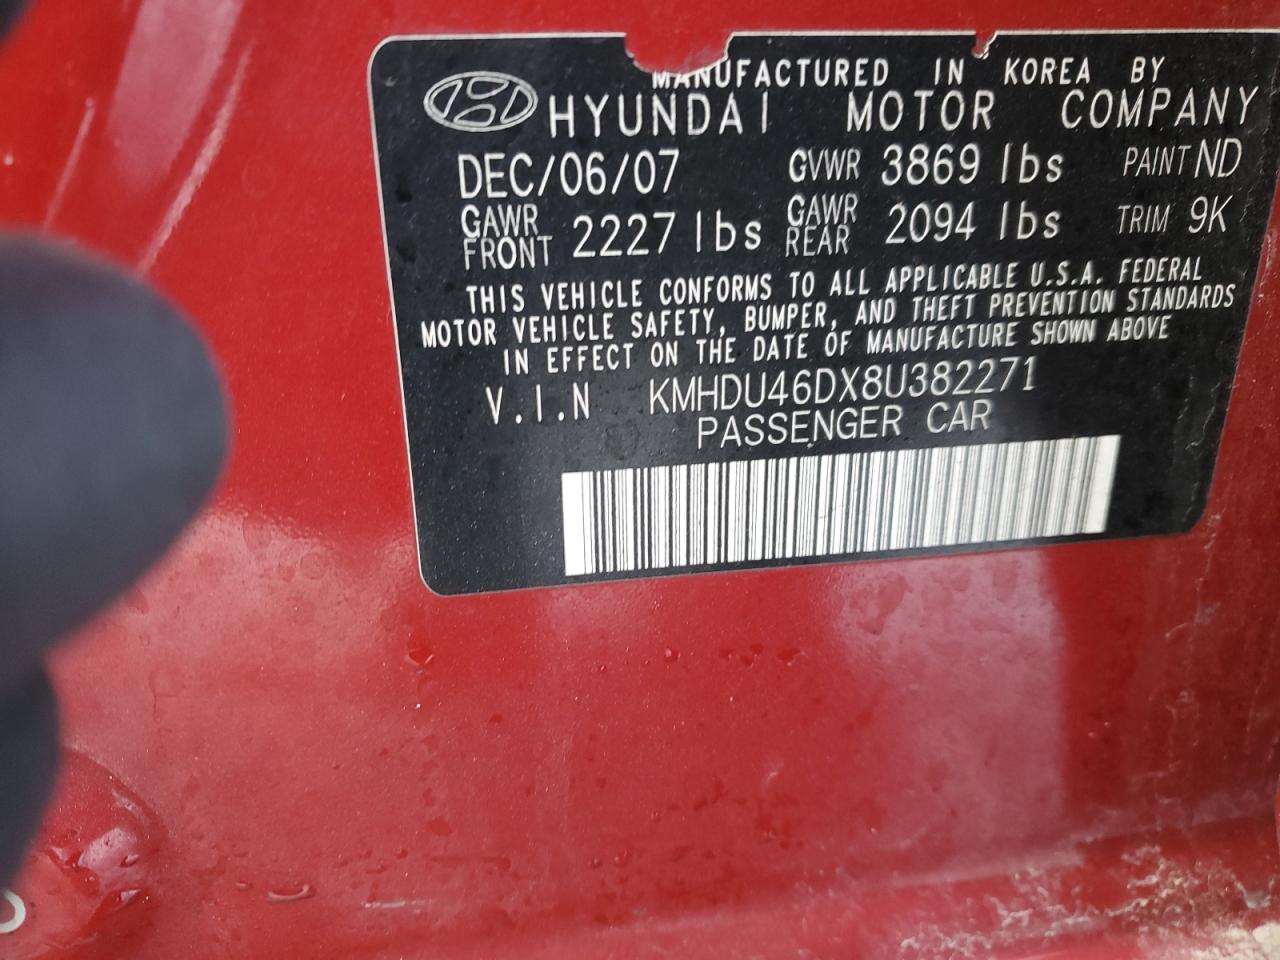 MANUFACTURED IN KOREA BY
HYUNDAI MOTOR COMPANY
DEC/06/07 GVWR 3869 lbs PAINT ND
GAWR FRONT 2227 lbs GAWR REAR 2094 lbs TRIM 9K
THIS VEHICLE CONFORMS TO ALL APPLICABLE U.S.A. FEDERAL
MOTOR VEHICLE SAFETY, BUMPER, AND THEFT PREVENTION STANDARDS
IN EFFECT ON THE DATE OF MANUFACTURE SHOWN ABOVE
V.I.N KMHDU46DX8U382271
PASSENGER CAR